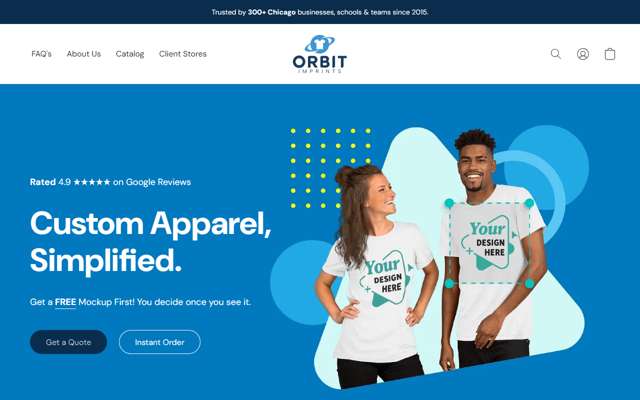 Trusted by 300+ Chicago businesses, schools & teams since 2015.
FAQ's
About Us
Catalog
Client Stores
ORBIT
IMPRINTS
Rated 4.9 ★★★★★ on Google Reviews
Custom Apparel,
Simplified.
Get a FREE Mockup First! You decide once you see it.
Get a Quote
Instant Order
Your
DESIGN
HERE
Your
DESIGN
HERE